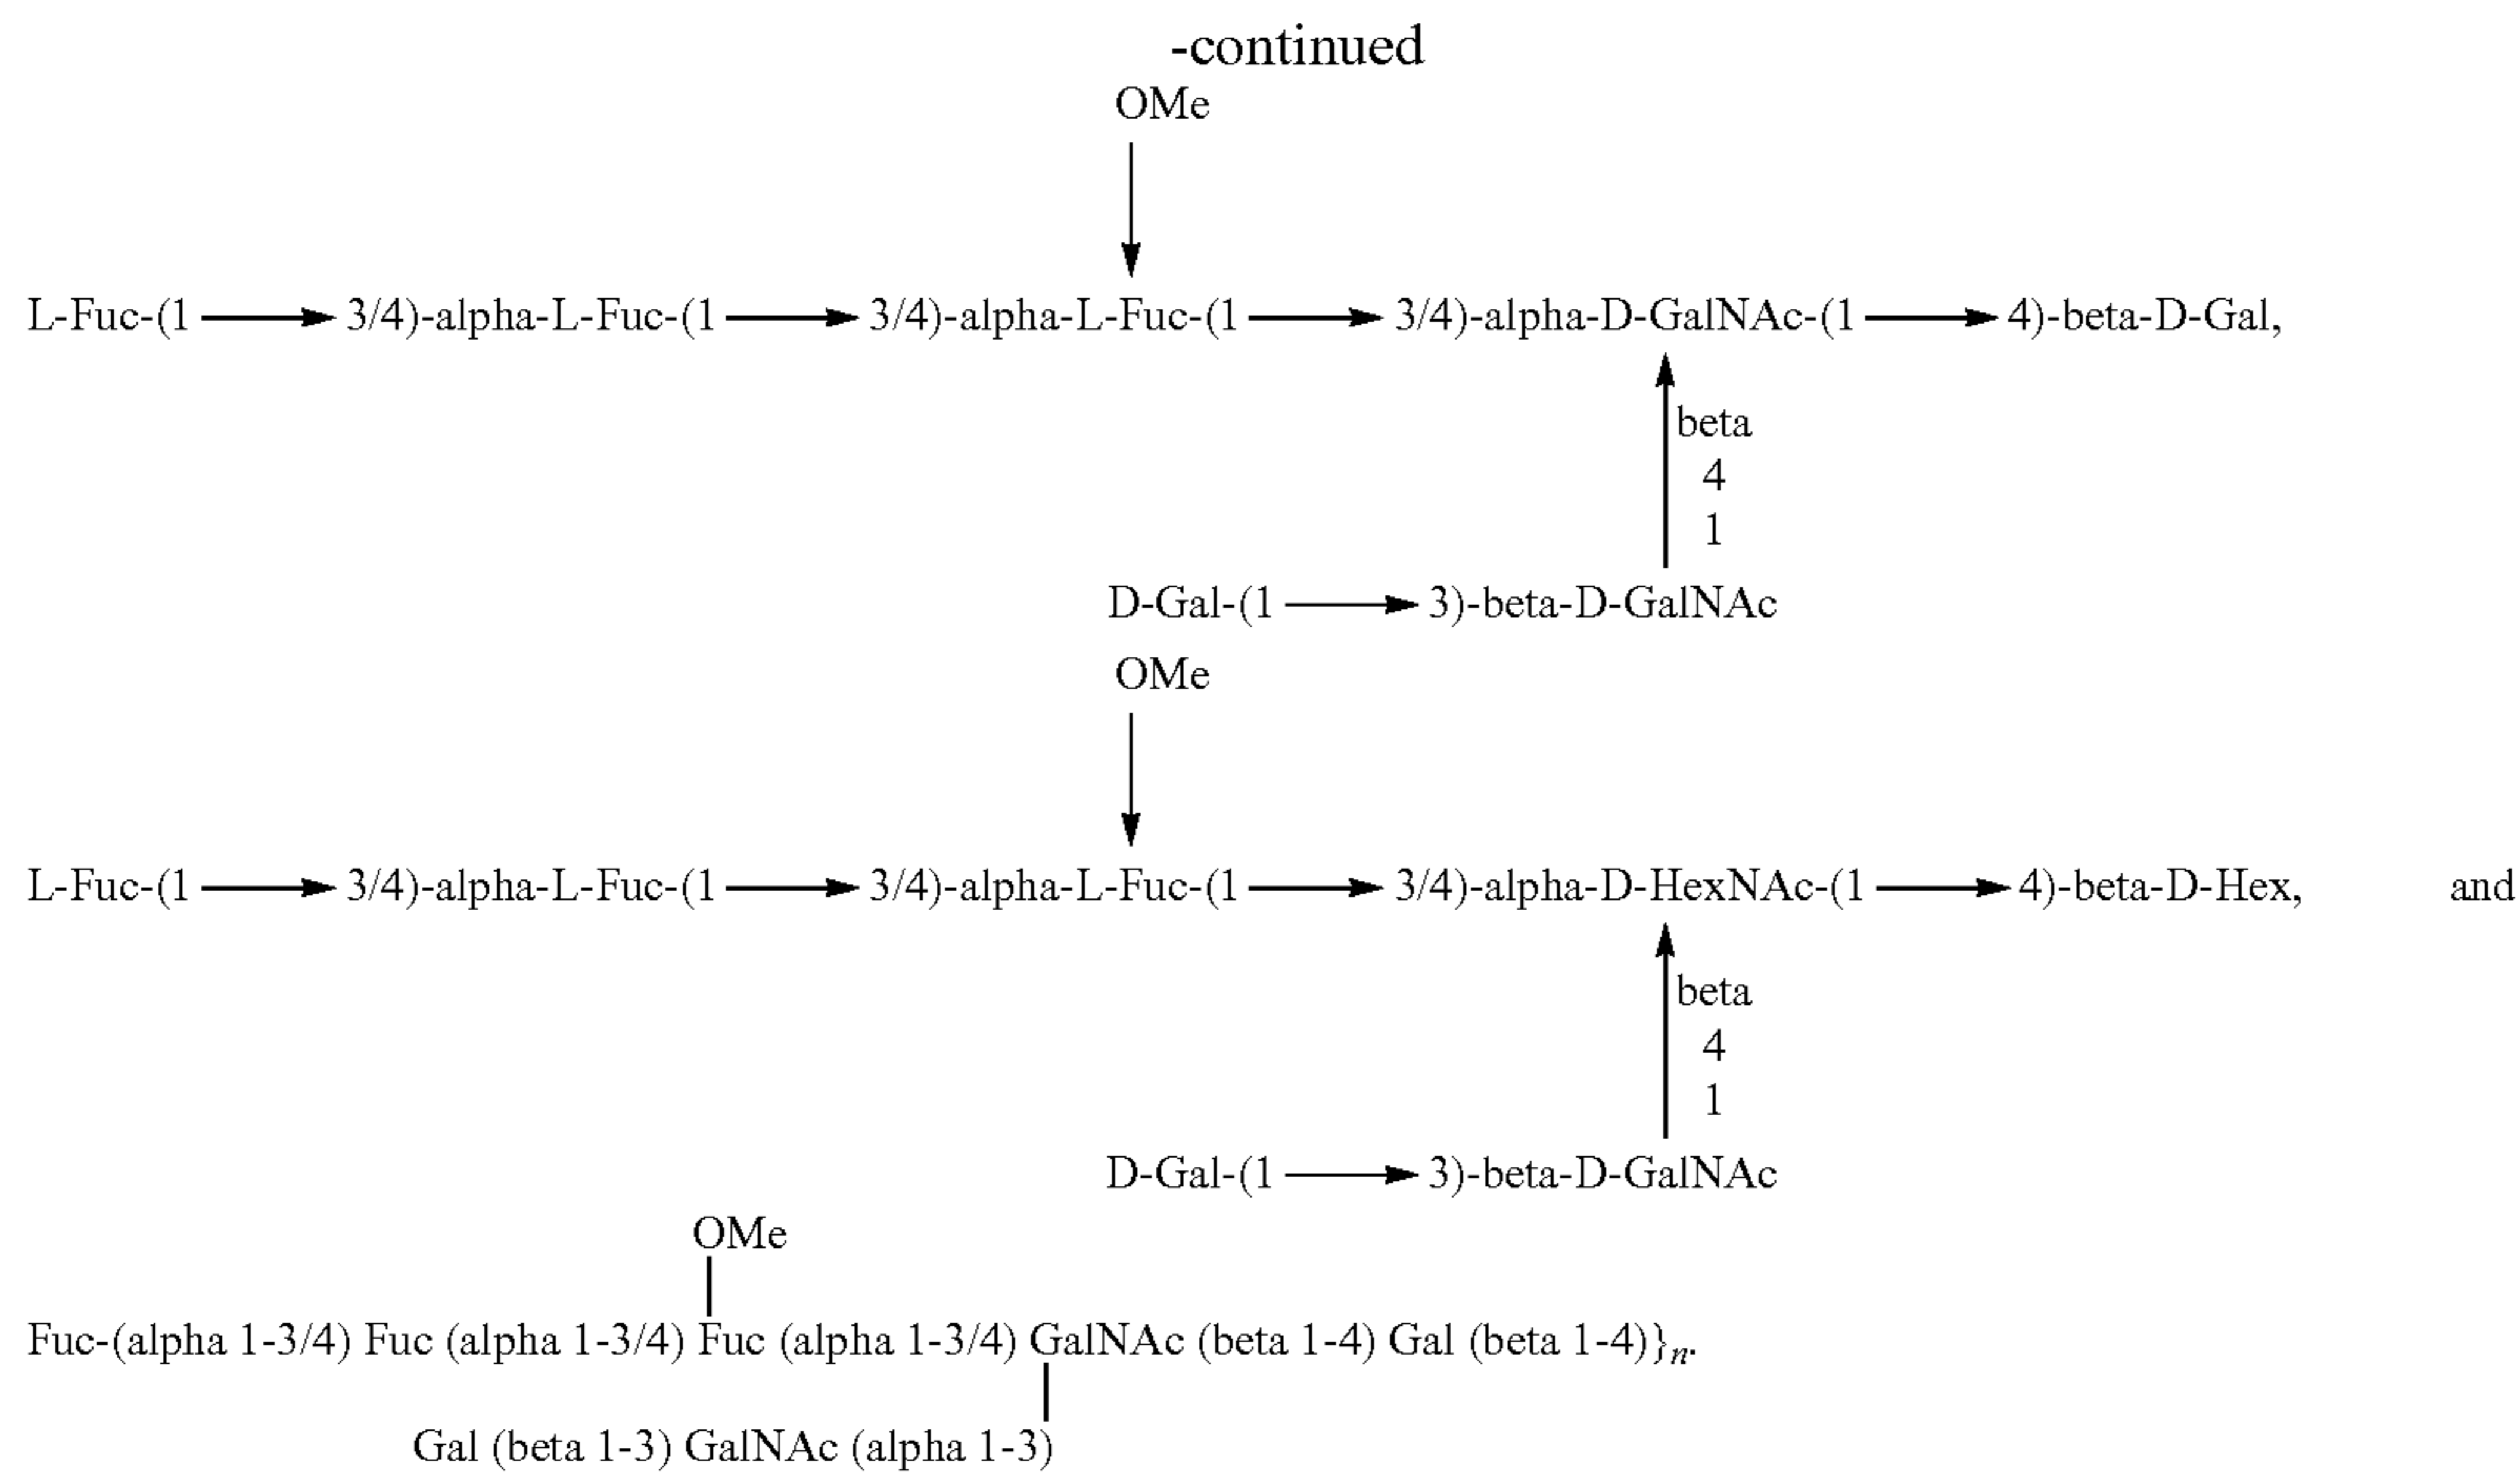 -continued
OMe
L-Fuc-(1 → 3/4)-alpha-L-Fuc-(1 → 3/4)-alpha-L-Fuc-(1 → 3/4)-alpha-D-GalNAc-(1 → 4)-beta-D-Gal,
beta
4
1
D-Gal-(1 → 3)-beta-D-GalNAc
OMe
L-Fuc-(1 → 3/4)-alpha-L-Fuc-(1 → 3/4)-alpha-L-Fuc-(1 → 3/4)-alpha-D-HexNAc-(1 → 4)-beta-D-Hex, and
beta
4
1
D-Gal-(1 → 3)-beta-D-GalNAc
OMe
Fuc-(alpha 1-3/4) Fuc (alpha 1-3/4) Fuc (alpha 1-3/4) GalNAc (beta 1-4) Gal (beta 1-4)}n.
Gal (beta 1-3) GalNAc (alpha 1-3)